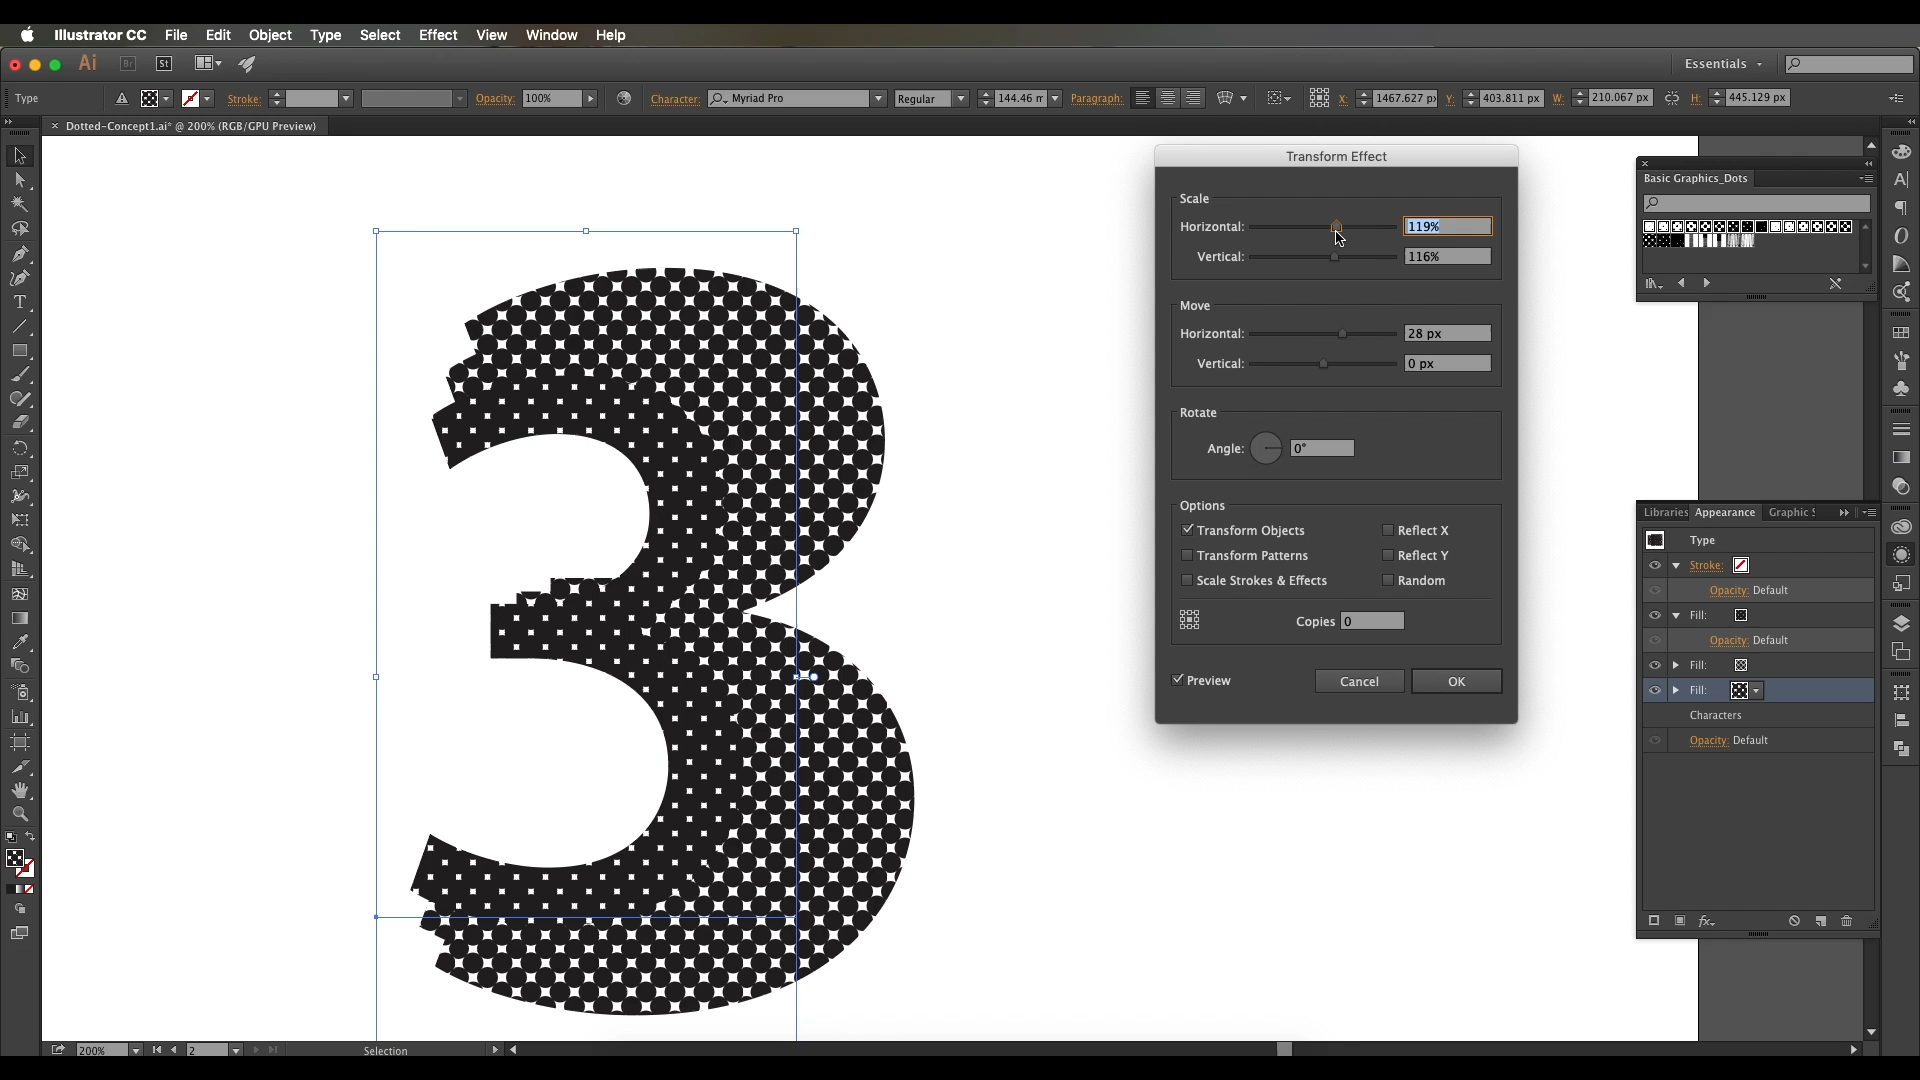 Illustrator CC File Edit Object Type Select Effect View Window Help
Ai Br St Essentials
Type Stroke: Opacity: 100% Character: Myriad Pro Regular 144.46 Paragraph: X: 1467.627 px Y: 403.811 px W: 210.067 px H: 445.129 px
× Dotted-Concept1.ai* @ 200% (RGB/GPU Preview)
Transform Effect
Scale
Horizontal: 119%
Vertical: 116%
Move
Horizontal: 28 px
Vertical: 0 px
Rotate
Angle: 0°
Options
Transform Objects Reflect X
Transform Patterns Reflect Y
Scale Strokes & Effects Random
Copies 0
Preview Cancel OK
3
Basic Graphics_Dots
Libraries Appearance Graphic S
Type
Stroke:
Opacity: Default
Fill:
Opacity: Default
Fill:
Fill:
Characters
Opacity: Default
fx
200% 2 Selection